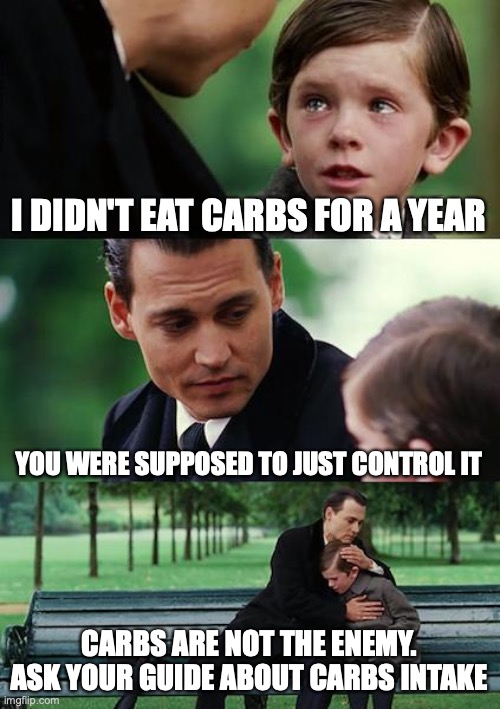 I DIDN'T EAT CARBS FOR A YEAR
YOU WERE SUPPOSED TO JUST CONTROL IT
CARBS ARE NOT THE ENEMY.
ASK YOUR GUIDE ABOUT CARBS INTAKE
imgflip.com